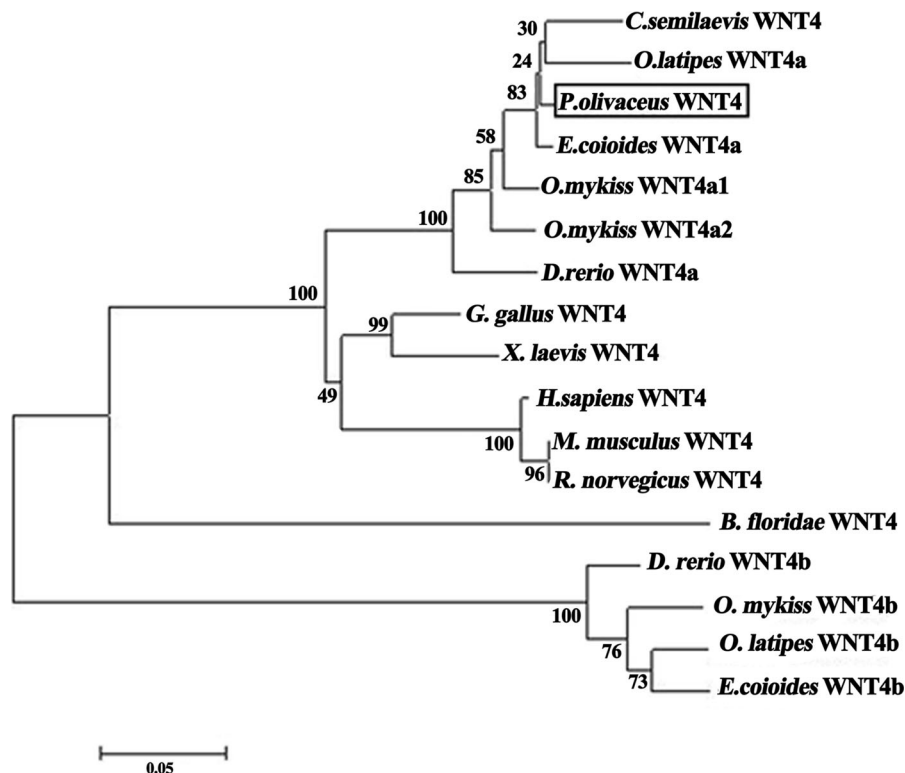 30
C.semilaevis WNT4
24
O.latipes WNT4a
83
P.olivaceus WNT4
58
E.coioides WNT4a
85
O.mykiss WNT4a1
100
O.mykiss WNT4a2
D.rerio WNT4a
100
G. gallus WNT4
99
X. laevis WNT4
49
H.sapiens WNT4
100
M. musculus WNT4
96
R. norvegicus WNT4
B. floridae WNT4
D. rerio WNT4b
100
O. mykiss WNT4b
76
O. latipes WNT4b
73
E.coioides WNT4b
0.05